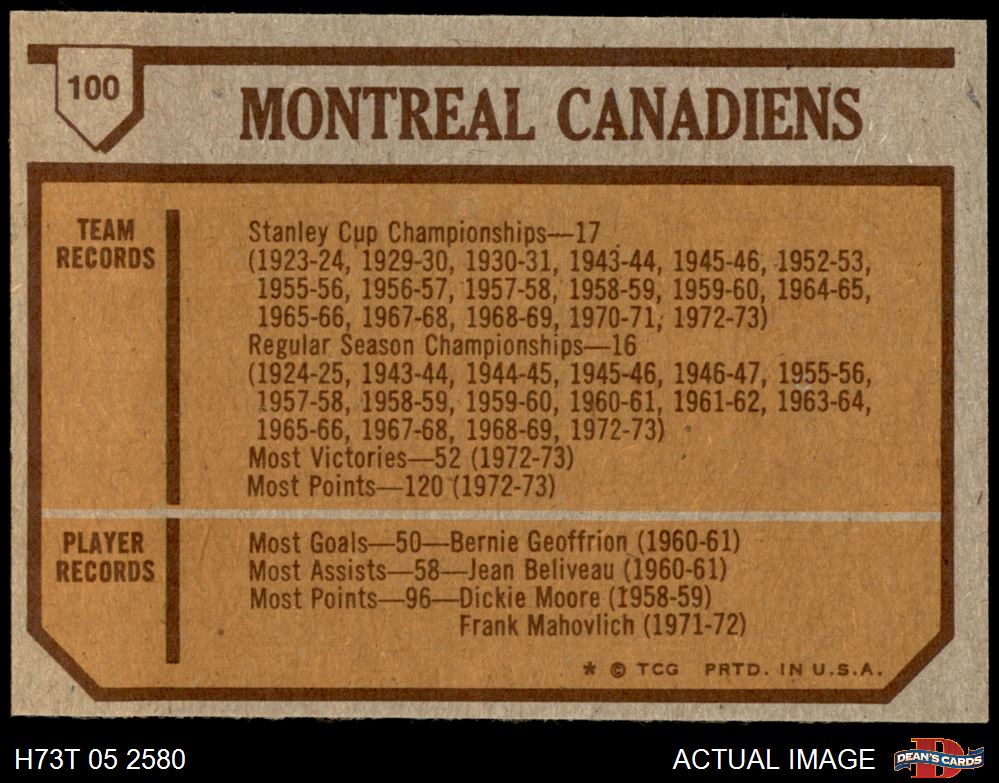 100
MONTREAL CANADIENS
TEAM
RECORDS
Stanley Cup Championships—17
(1923-24, 1929-30, 1930-31, 1943-44, 1945-46, 1952-53,
1955-56, 1956-57, 1957-58, 1958-59, 1959-60, 1964-65,
1965-66, 1967-68, 1968-69, 1970-71, 1972-73)
Regular Season Championships—16
(1924-25, 1943-44, 1944-45, 1945-46, 1946-47, 1955-56,
1957-58, 1958-59, 1959-60, 1960-61, 1961-62, 1963-64,
1965-66, 1967-68, 1968-69, 1972-73)
Most Victories—52 (1972-73)
Most Points—120 (1972-73)
PLAYER
RECORDS
Most Goals—50—Bernie Geoffrion (1960-61)
Most Assists—58—Jean Beliveau (1960-61)
Most Points—96—Dickie Moore (1958-59)
Frank Mahovlich (1971-72)
* © TCG PRTD. IN U.S.A.
H73T 05 2580
ACTUAL IMAGE
D
DEAN'S CARDS